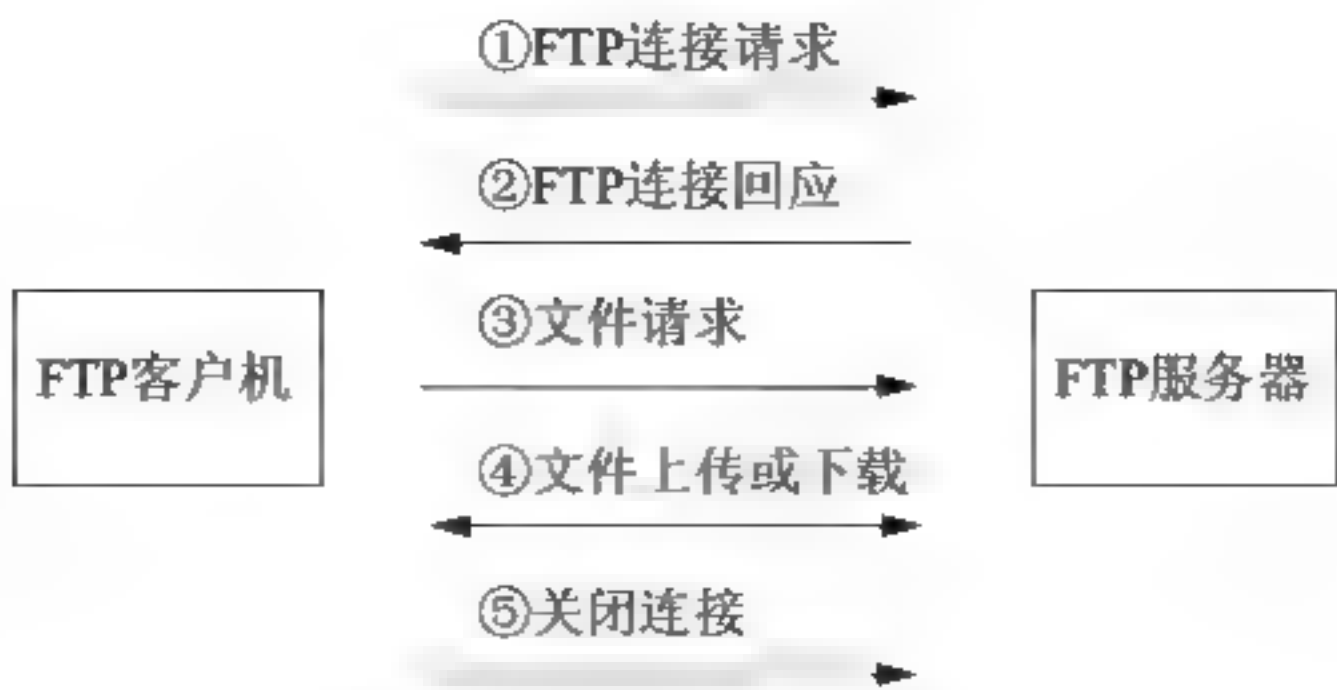 ①FTP连接请求
②FTP连接回应
③文件请求
FTP客户机
FTP服务器
④文件上传或下载
⑤关闭连接